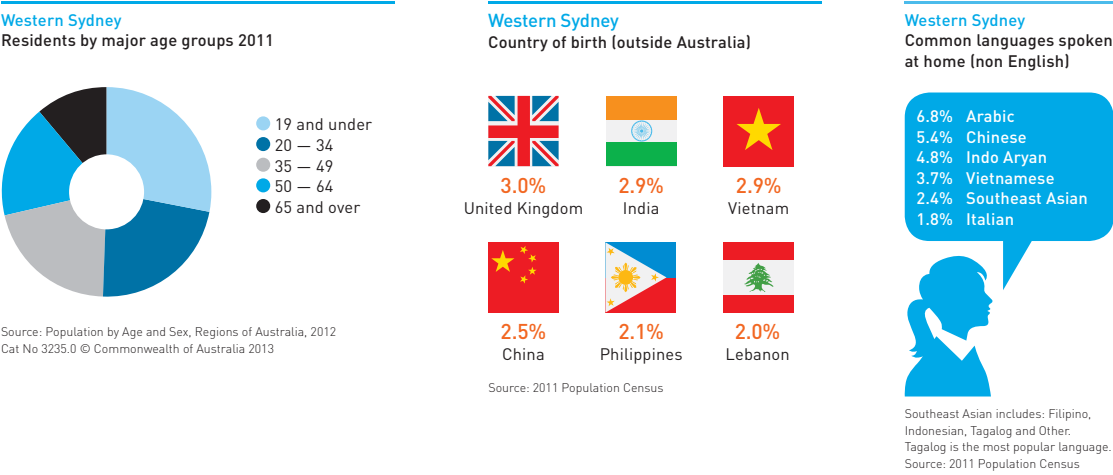 Western Sydney
Residents by major age groups 2011
19 and under
20 — 34
35 — 49
50 — 64
65 and over
Source: Population by Age and Sex, Regions of Australia, 2012
Cat No 3235.0 © Commonwealth of Australia 2013
Western Sydney
Country of birth (outside Australia)
3.0%
United Kingdom
2.9%
India
2.9%
Vietnam
2.5%
China
2.1%
Philippines
2.0%
Lebanon
Source: 2011 Population Census
Western Sydney
Common languages spoken
at home (non English)
6.8% Arabic
5.4% Chinese
4.8% Indo Aryan
3.7% Vietnamese
2.4% Southeast Asian
1.8% Italian
Southeast Asian includes: Filipino,
Indonesian, Tagalog and Other.
Tagalog is the most popular language.
Source: 2011 Population Census